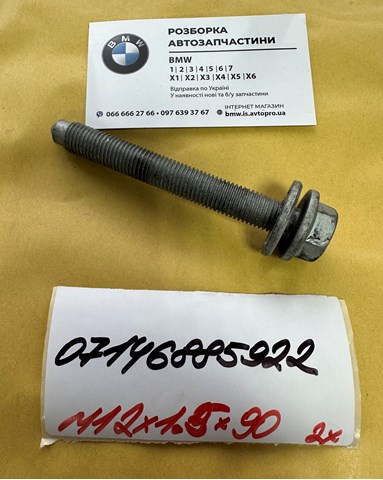 BMW
РОЗБОРКА
АВТОЗАПЧАСТИНИ
BMW
1 | 2 | 3 | 4 | 5 | 6 | 7
X1 | X2 | X3 | X4 | X5 | X6
Відправка по Україні
У наявності нові та б/у запчастини
066 666 27 66 • 097 639 37 67
ІНТЕРНЕТ МАГАЗИН
bmw.is.avtopro.ua
07146885922
M12x1.5x90 2x